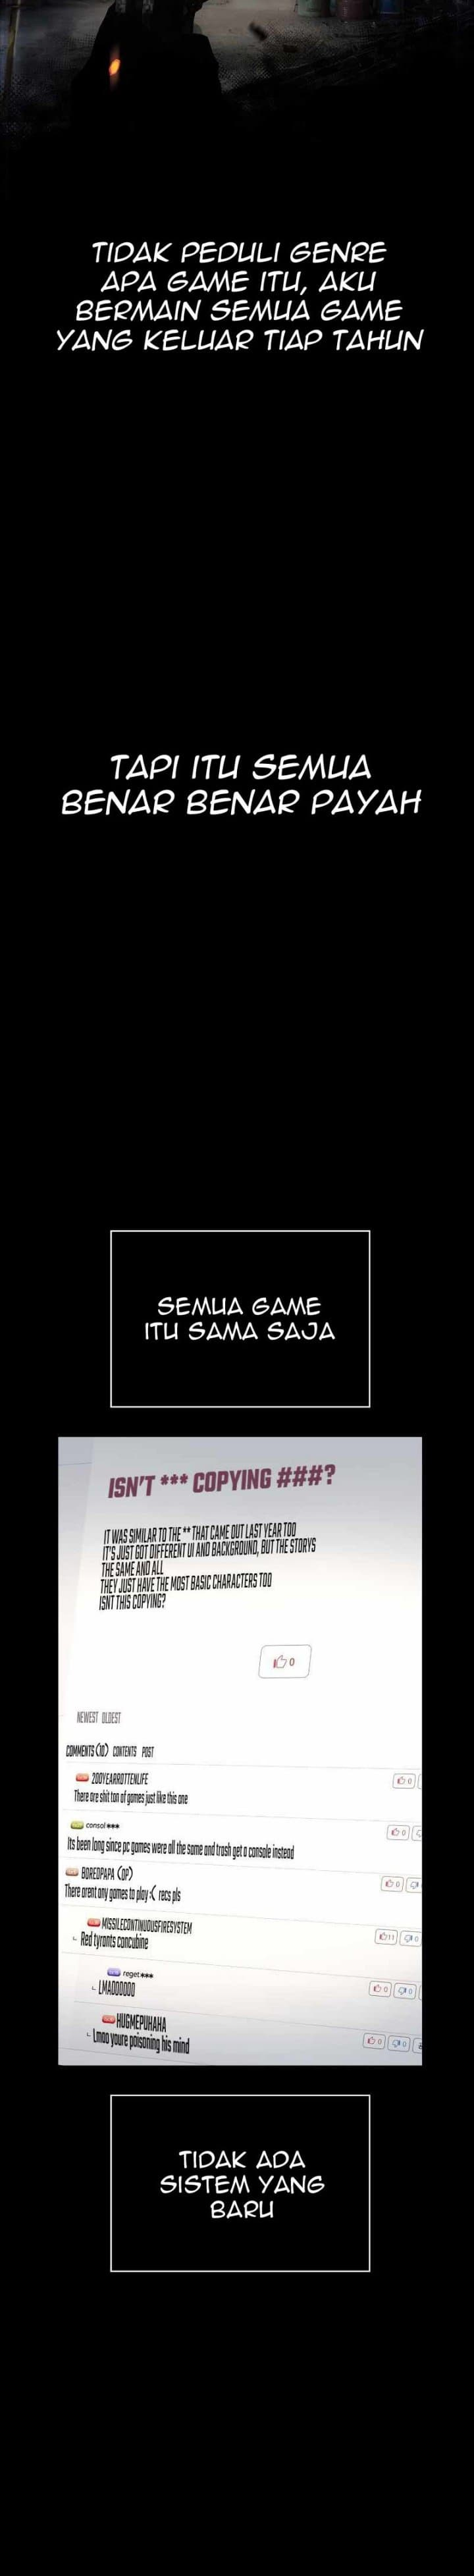 TIDAK PEDULI GENRE
APA GAME ITU, AKU
BERMAIN SEMUA GAME
YANG KELUAR TIAP TAHUN
TAPI ITU SEMUA
BENAR BENAR PAYAH
SEMUA GAME
ITU SAMA SAJA
ISN'T *** COPYING ###?
IT WAS SIMILAR TO THE ** THAT CAME OUT LAST YEAR TOO
IT'S JUST GOT DIFFERENT UI AND BACKGROUND, BUT THE STORYS
THE SAME AND ALL
THEY JUST HAVE THE MOST BASIC CHARACTERS TOO
ISNT THIS COPYING?
0
NEWEST OLDEST
COMMENTS (10) CONTENTS POST
200YEARROTTENLIFE
0
There are shit ton of games just like this one
consol***
0
Its been long since pc games were all the same and trash get a console instead
BOREDPAPA (OP)
0
There arent any games to play :( recs pls
MISSILECONTINUOUSFIRESYSTEM
11 0
Red tyrants concubine
reget***
0 0
LMAOOOOOO
HUGMEPUHAHA
0 0
Lmao youre poisoning his mind
TIDAK ADA
SISTEM YANG
BARU